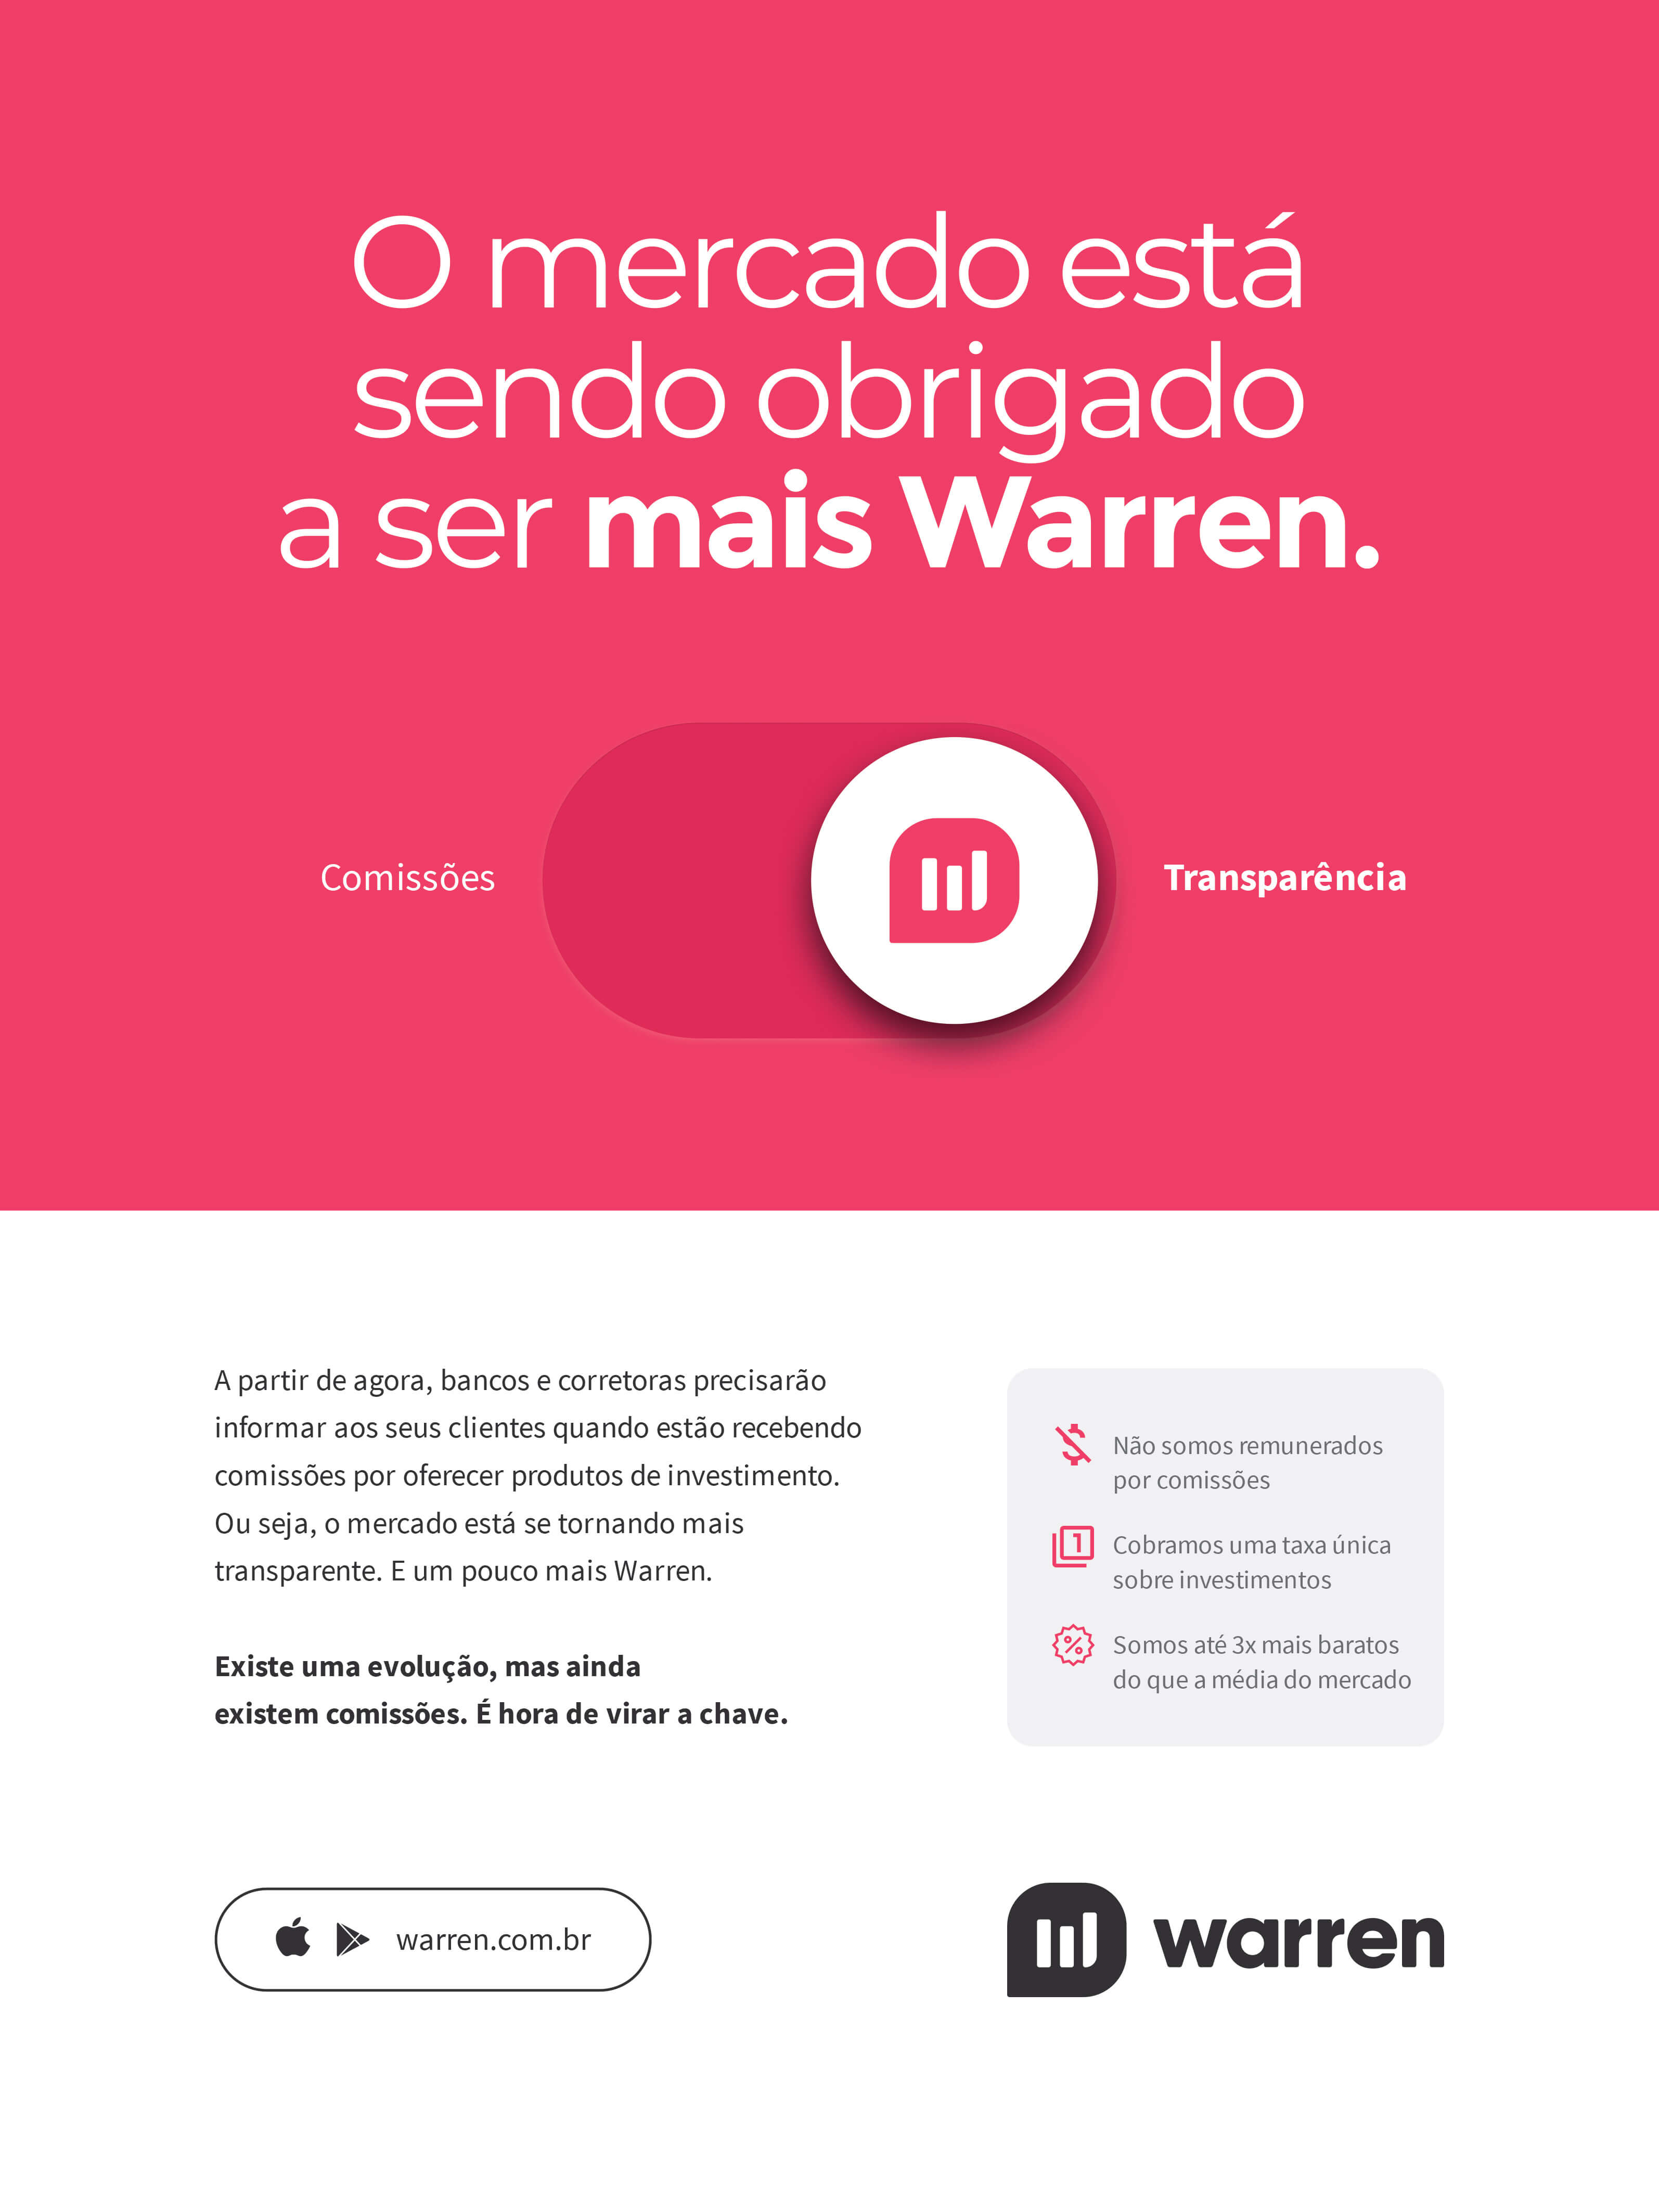 O mercado está
sendo obrigado
a ser mais Warren.
Comissões
Transparência
A partir de agora, bancos e corretoras precisarão
informar aos seus clientes quando estão recebendo
comissões por oferecer produtos de investimento.
Ou seja, o mercado está se tornando mais
transparente. E um pouco mais Warren.
Existe uma evolução, mas ainda
existem comissões. É hora de virar a chave.
Não somos remunerados
por comissões
1
Cobramos uma taxa única
sobre investimentos
Somos até 3x mais baratos
do que a média do mercado
warren.com.br
warren